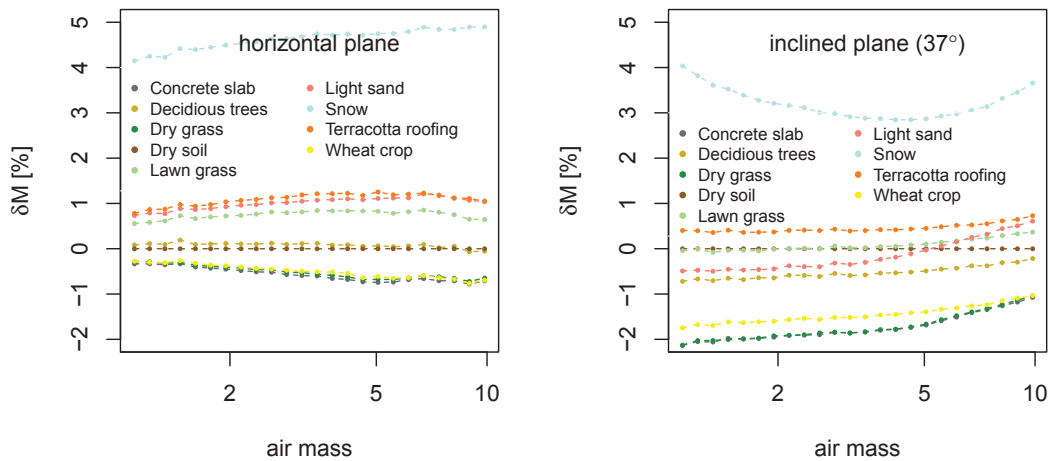 horizontal plane
5
4
3
2
1
0
−1
−2
δM [%]
Concrete slab
Decidious trees
Dry grass
Dry soil
Lawn grass
Light sand
Snow
Terracotta roofing
Wheat crop
2
5
10
air mass
inclined plane (37°)
5
4
3
2
1
0
−1
−2
δM [%]
Concrete slab
Decidious trees
Dry grass
Dry soil
Lawn grass
Light sand
Snow
Terracotta roofing
Wheat crop
2
5
10
air mass